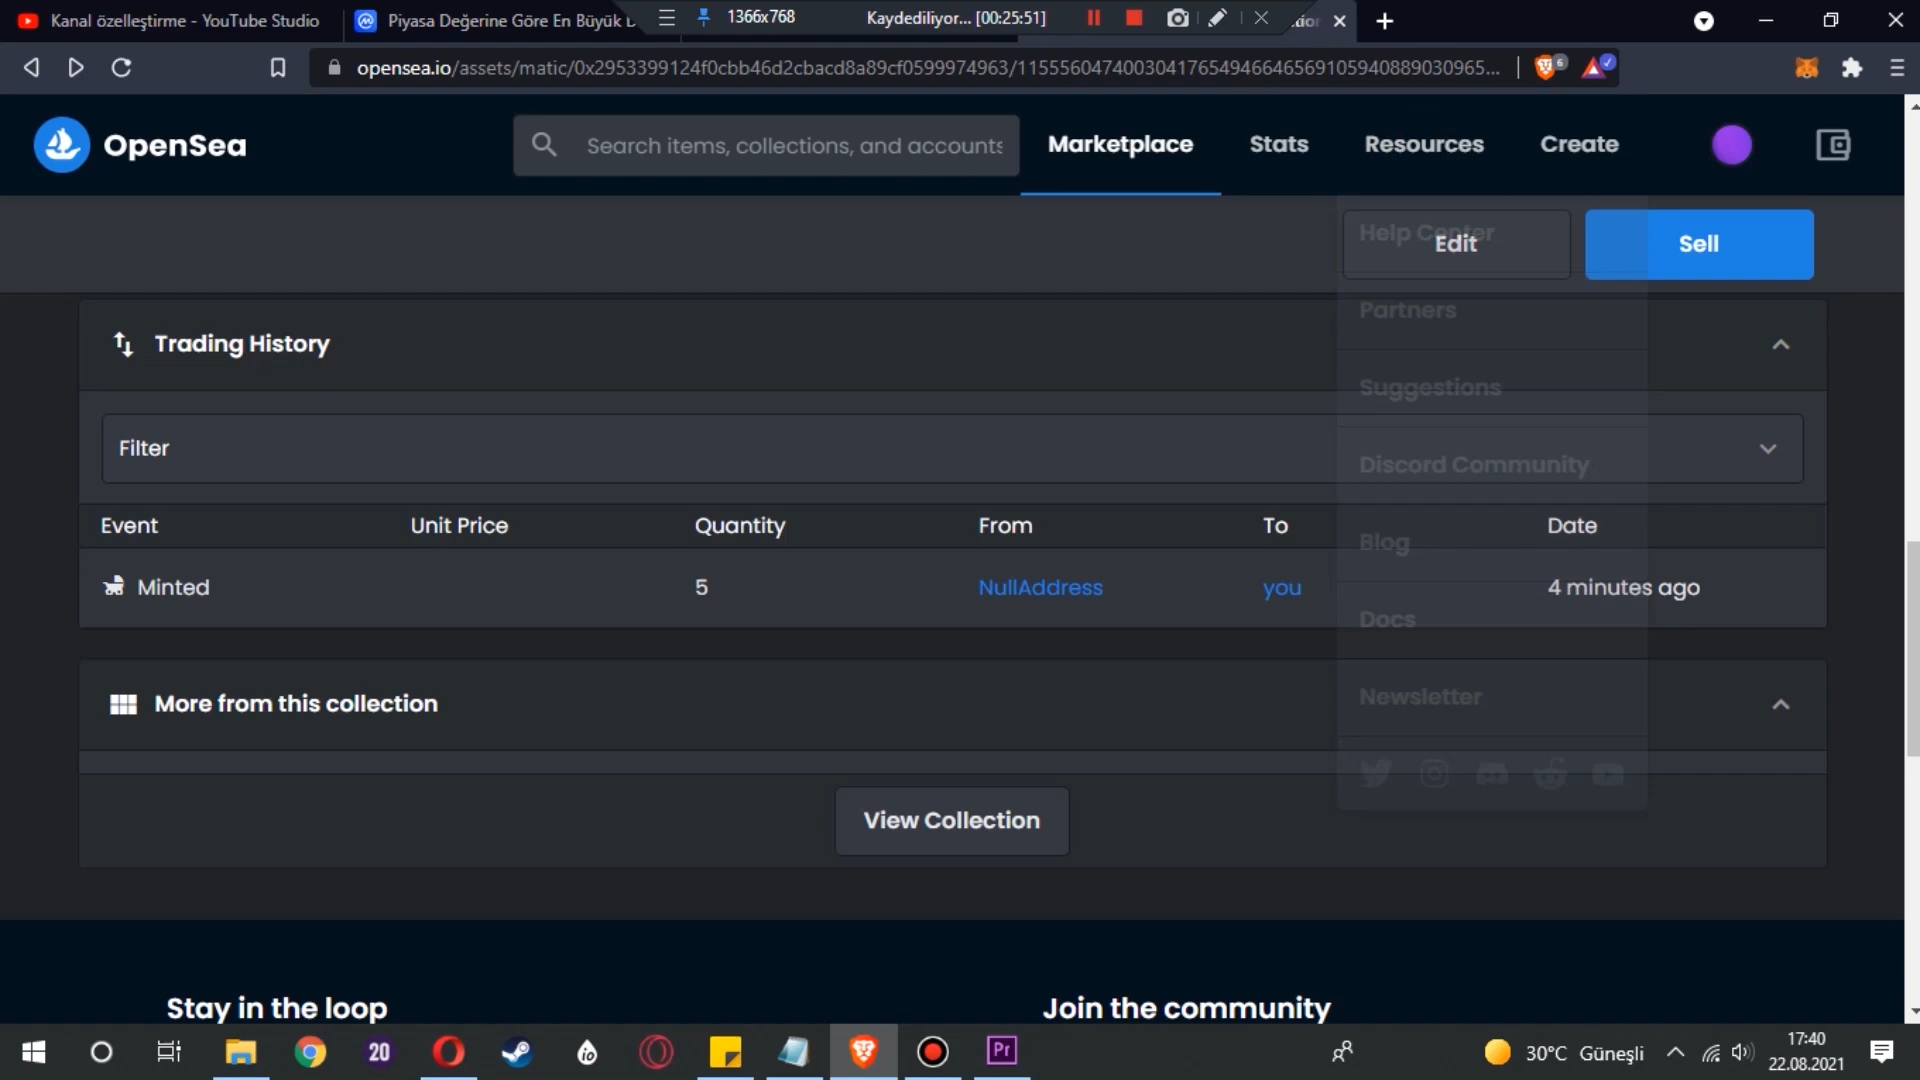 Kanal özelleştirme - YouTube Studio
Piyasa Değerine Göre En Büyük
1366x768
Kaydediliyor... [00:25:51]
opensea.io/assets/matic/0x2953399124f0cbb46d2cbacd8a89cf0599974963/11555604740030417654946646569105940889030965...
6
OpenSea
Search items, collections, and accounts
Marketplace
Stats
Resources
Create
Help Center
Edit
Sell
Partners
Trading History
Suggestions
Filter
Discord Community
Event
Unit Price
Quantity
From
To
Date
Blog
Minted
5
NullAddress
you
4 minutes ago
Docs
More from this collection
Newsletter
View Collection
Stay in the loop
Join the community
20
io
Pr
30°C Güneşli
17:40
22.08.2021